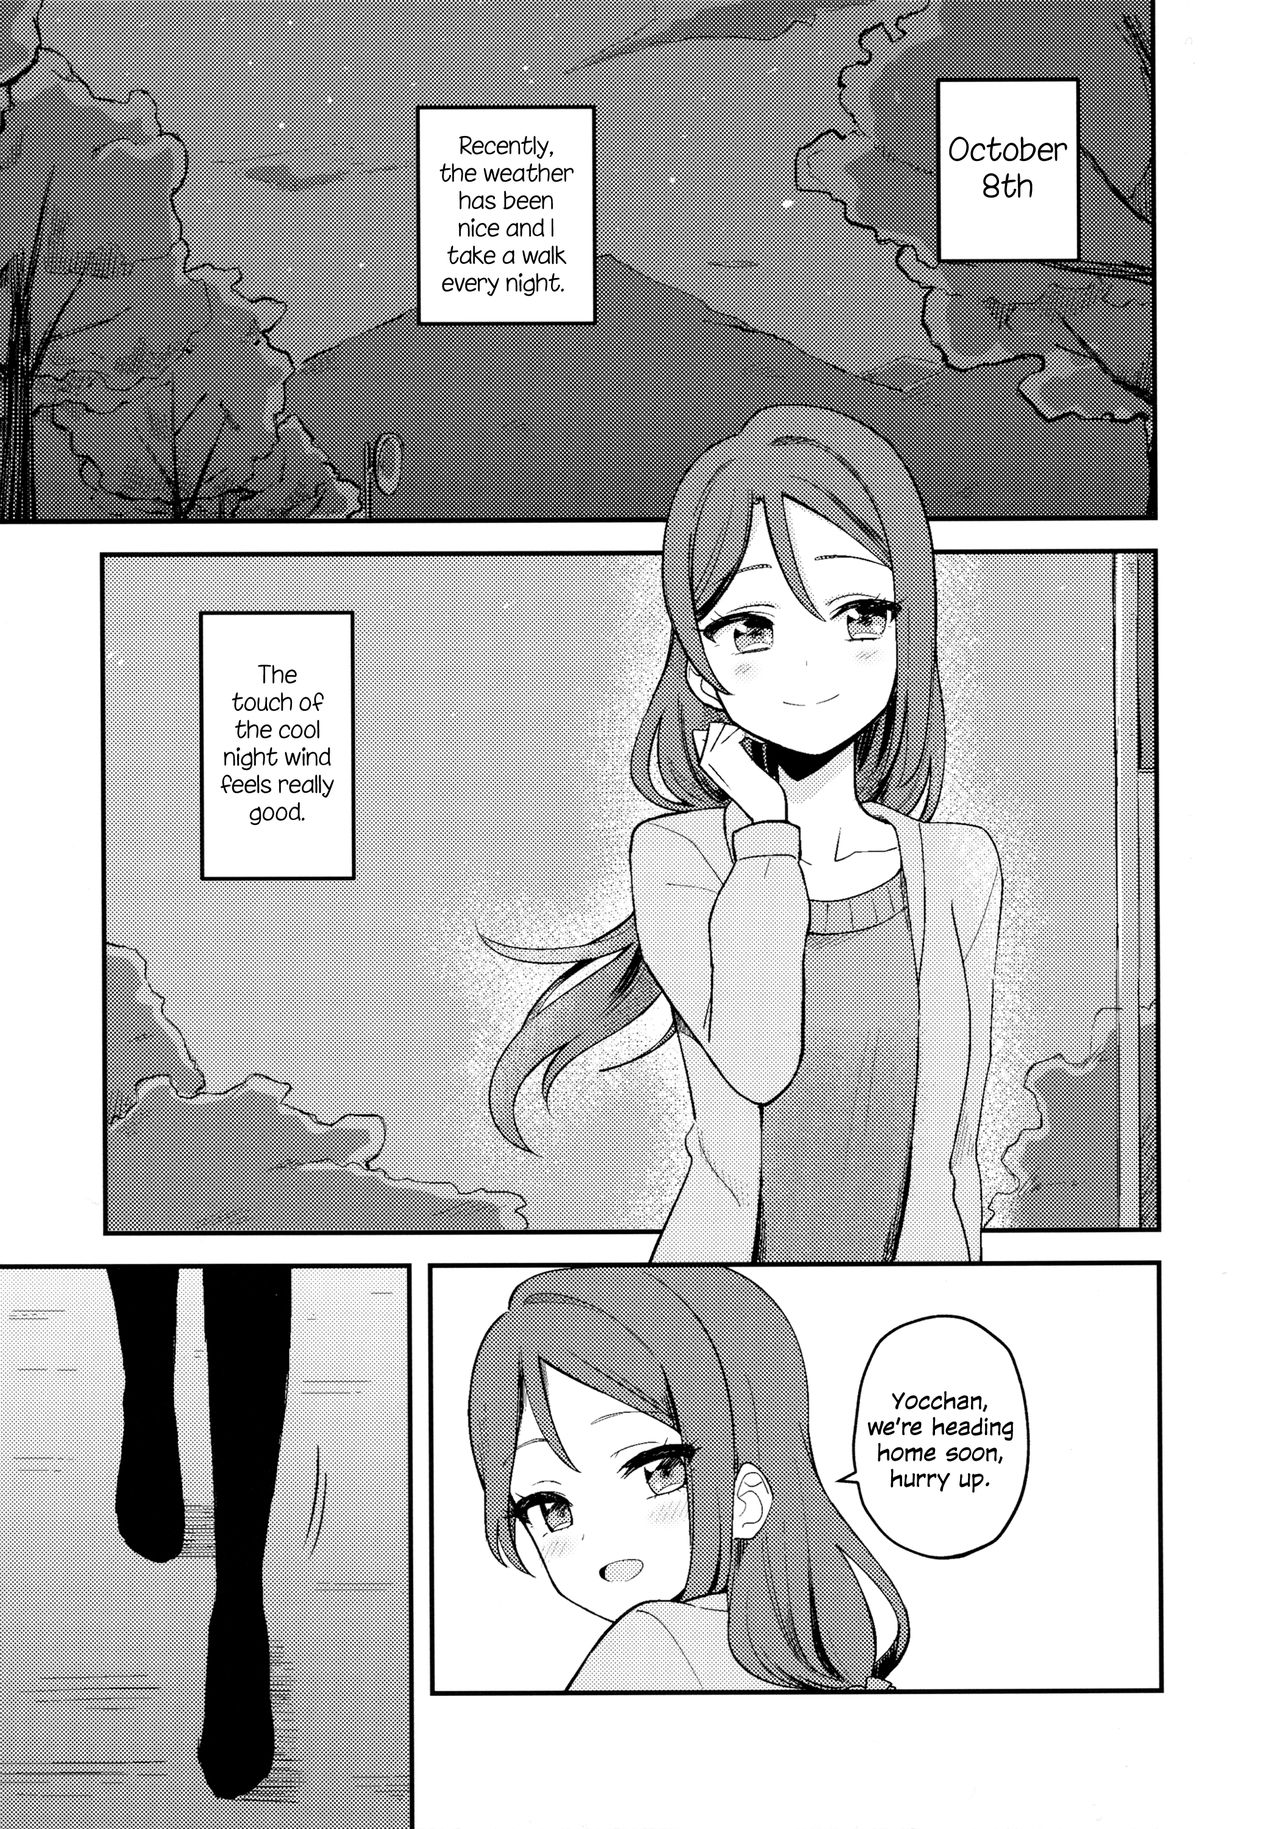 October
8th
Recently,
the weather
has been
nice and I
take a walk
every night.
The
touch of
the cool
night wind
feels really
good.
Yocchan,
we're heading
home soon,
hurry up.